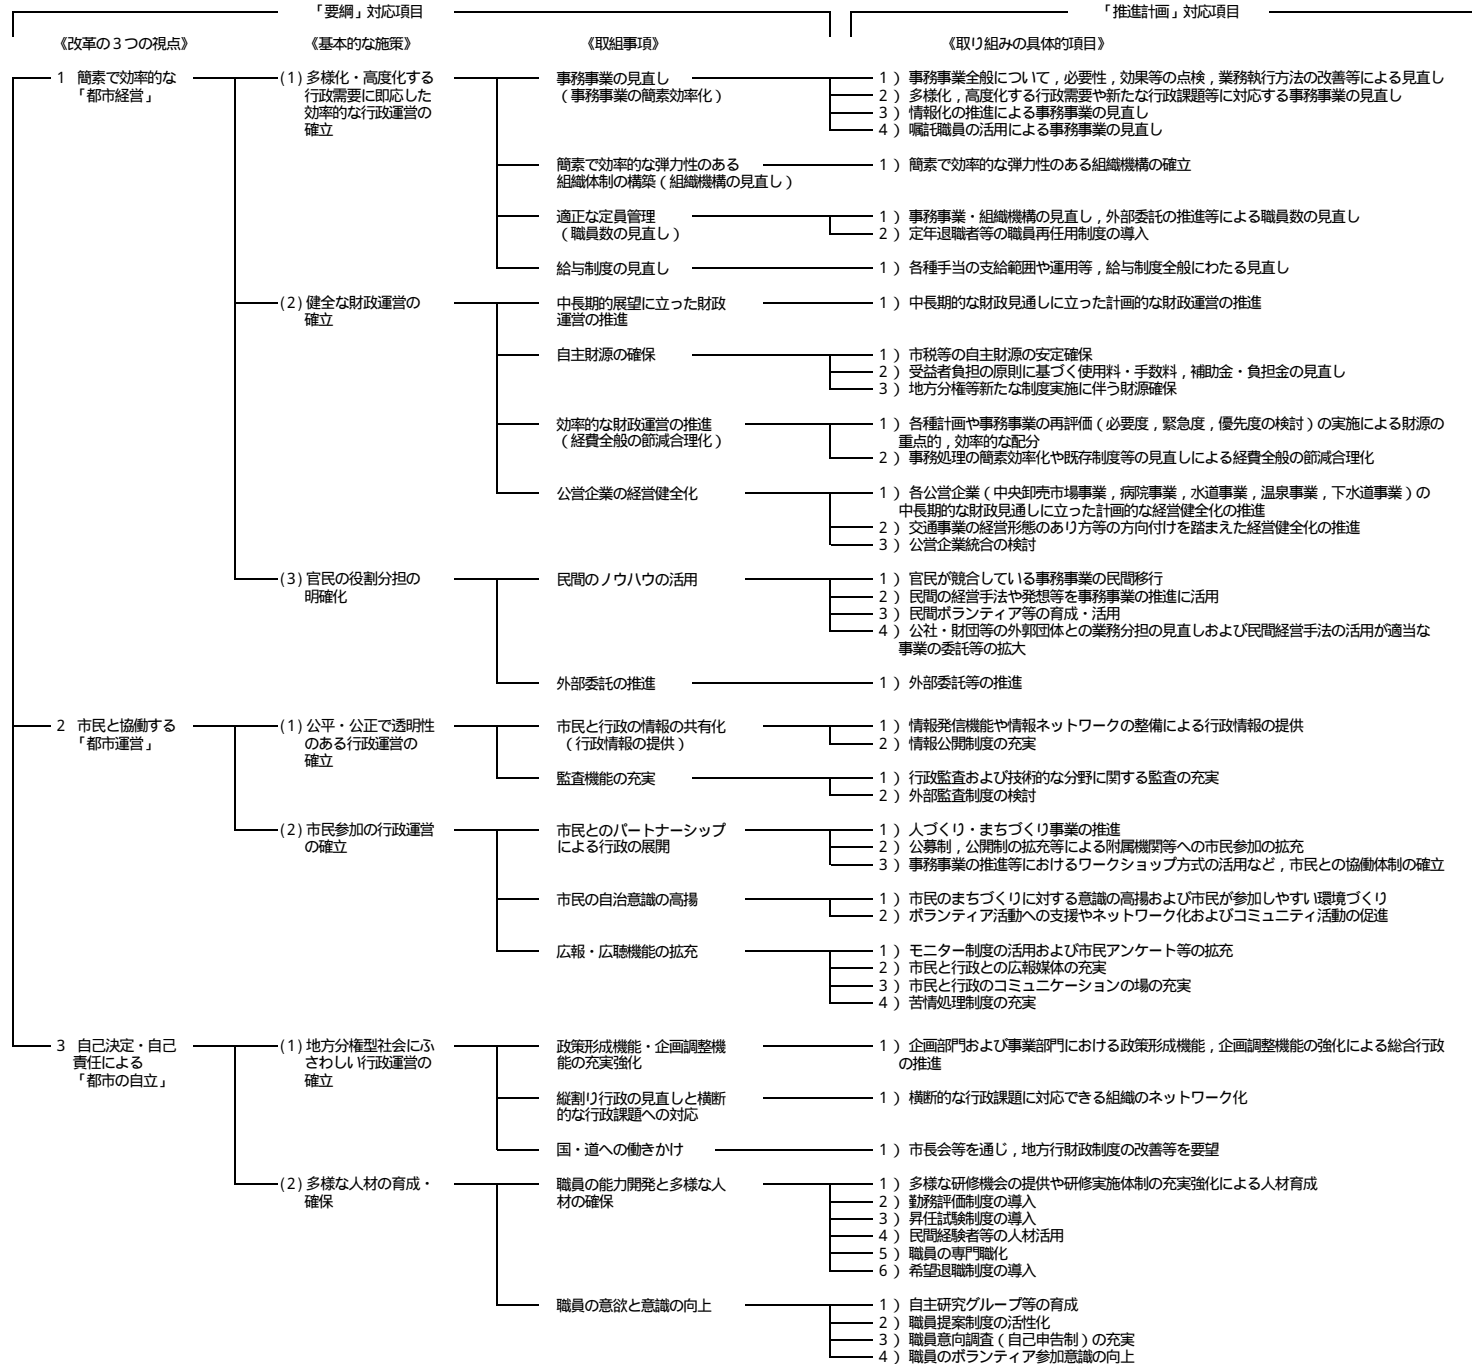 「要綱」対応項目 「推進計画」対応項目
《改革の３つの視点》 《基本的な施策》 《取組事項》 《取り組みの具体的項目》
1 簡素で効率的な (1) 多様化・高度化する 事務事業の見直し 1 ) 事務事業全般について，必要性，効果等の点検，業務執行方法の改善等による見直し
「都市経営」 行政需要に即応した （事務事業の簡素効率化） 2 ) 多様化，高度化する行政需要や新たな行政課題等に対応する事務事業の見直し
効率的な行政運営の 3 ) 情報化の推進による事務事業の見直し
確立 4 ) 嘱託職員の活用による事務事業の見直し
簡素で効率的な弾力性のある 1 ) 簡素で効率的な弾力性のある組織機構の確立
組織体制の構築（組織機構の見直し）
適正な定員管理 1 ) 事務事業・組織機構の見直し，外部委託の推進等による職員数の見直し
（職員数の見直し） 2 ) 定年退職者等の職員再任用制度の導入
給与制度の見直し 1 ) 各種手当の支給範囲や運用等，給与制度全般にわたる見直し
(2) 健全な財政運営の 中長期的展望に立った財政 1 ) 中長期的な財政見通しに立った計画的な財政運営の推進
確立 運営の推進
自主財源の確保 1 ) 市税等の自主財源の安定確保
2 ) 受益者負担の原則に基づく使用料・手数料，補助金・負担金の見直し
3 ) 地方分権等新たな制度実施に伴う財源確保
効率的な財政運営の推進 1 ) 各種計画や事務事業の再評価（必要度，緊急度，優先度の検討）の実施による財源の
（経費全般の節減合理化） 重点的，効率的な配分
2 ) 事務処理の簡素効率化や既存制度等の見直しによる経費全般の節減合理化
公営企業の経営健全化 1 ) 各公営企業（中央卸売市場事業，病院事業，水道事業，温泉事業，下水道事業）の
中長期的な財政見通しに立った計画的な経営健全化の推進
2 ) 交通事業の経営形態のあり方等の方向付けを踏まえた経営健全化の推進
3 ) 公営企業統合の検討
(3) 官民の役割分担の 民間のノウハウの活用 1 ) 官民が競合している事務事業の民間移行
明確化 2 ) 民間の経営手法や発想等を事務事業の推進に活用
3 ) 民間ボランティア等の育成・活用
4 ) 公社・財団等の外郭団体との業務分担の見直しおよび民間経営手法の活用が適当な
事業の委託等の拡大
外部委託の推進 1 ) 外部委託等の推進
2 市民と協働する (1) 公平・公正で透明性 市民と行政の情報の共有化 1 ) 情報発信機能や情報ネットワークの整備による行政情報の提供
「都市運営」 のある行政運営の （行政情報の提供） 2 ) 情報公開制度の充実
確立
監査機能の充実 1 ) 行政監査および技術的な分野に関する監査の充実
2 ) 外部監査制度の検討
(2) 市民参加の行政運営 市民とのパートナーシップ 1 ) 人づくり・まちづくり事業の推進
の確立 による行政の展開 2 ) 公募制，公開制の拡充等による附属機関等への市民参加の拡充
3 ) 事務事業の推進等におけるワークショップ方式の活用など，市民との協働体制の確立
市民の自治意識の高揚 1 ) 市民のまちづくりに対する意識の高揚および市民が参加しやすい環境づくり
2 ) ボランティア活動への支援やネットワーク化およびコミュニティ活動の促進
広報・広聴機能の拡充 1 ) モニター制度の活用および市民アンケート等の拡充
2 ) 市民と行政との広報媒体の充実
3 ) 市民と行政のコミュニケーションの場の充実
4 ) 苦情処理制度の充実
3 自己決定・自己 (1) 地方分権型社会にふ 政策形成機能・企画調整機 1 ) 企画部門および事業部門における政策形成機能，企画調整機能の強化による総合行政
責任による さわしい行政運営の 能の充実強化 の推進
「都市の自立」 確立
縦割り行政の見直しと横断 1 ) 横断的な行政課題に対応できる組織のネットワーク化
的な行政課題への対応
国・道への働きかけ 1 ) 市長会等を通じ，地方行財政制度の改善等を要望
(2) 多様な人材の育成・ 職員の能力開発と多様な人 1 ) 多様な研修機会の提供や研修実施体制の充実強化による人材育成
確保 材の確保 2 ) 勤務評価制度の導入
3 ) 昇任試験制度の導入
4 ) 民間経験者等の人材活用
5 ) 職員の専門職化
6 ) 希望退職制度の導入
職員の意欲と意識の向上 1 ) 自主研究グループ等の育成
2 ) 職員提案制度の活性化
3 ) 職員意向調査（自己申告制）の充実
4 ) 職員のボランティア参加意識の向上